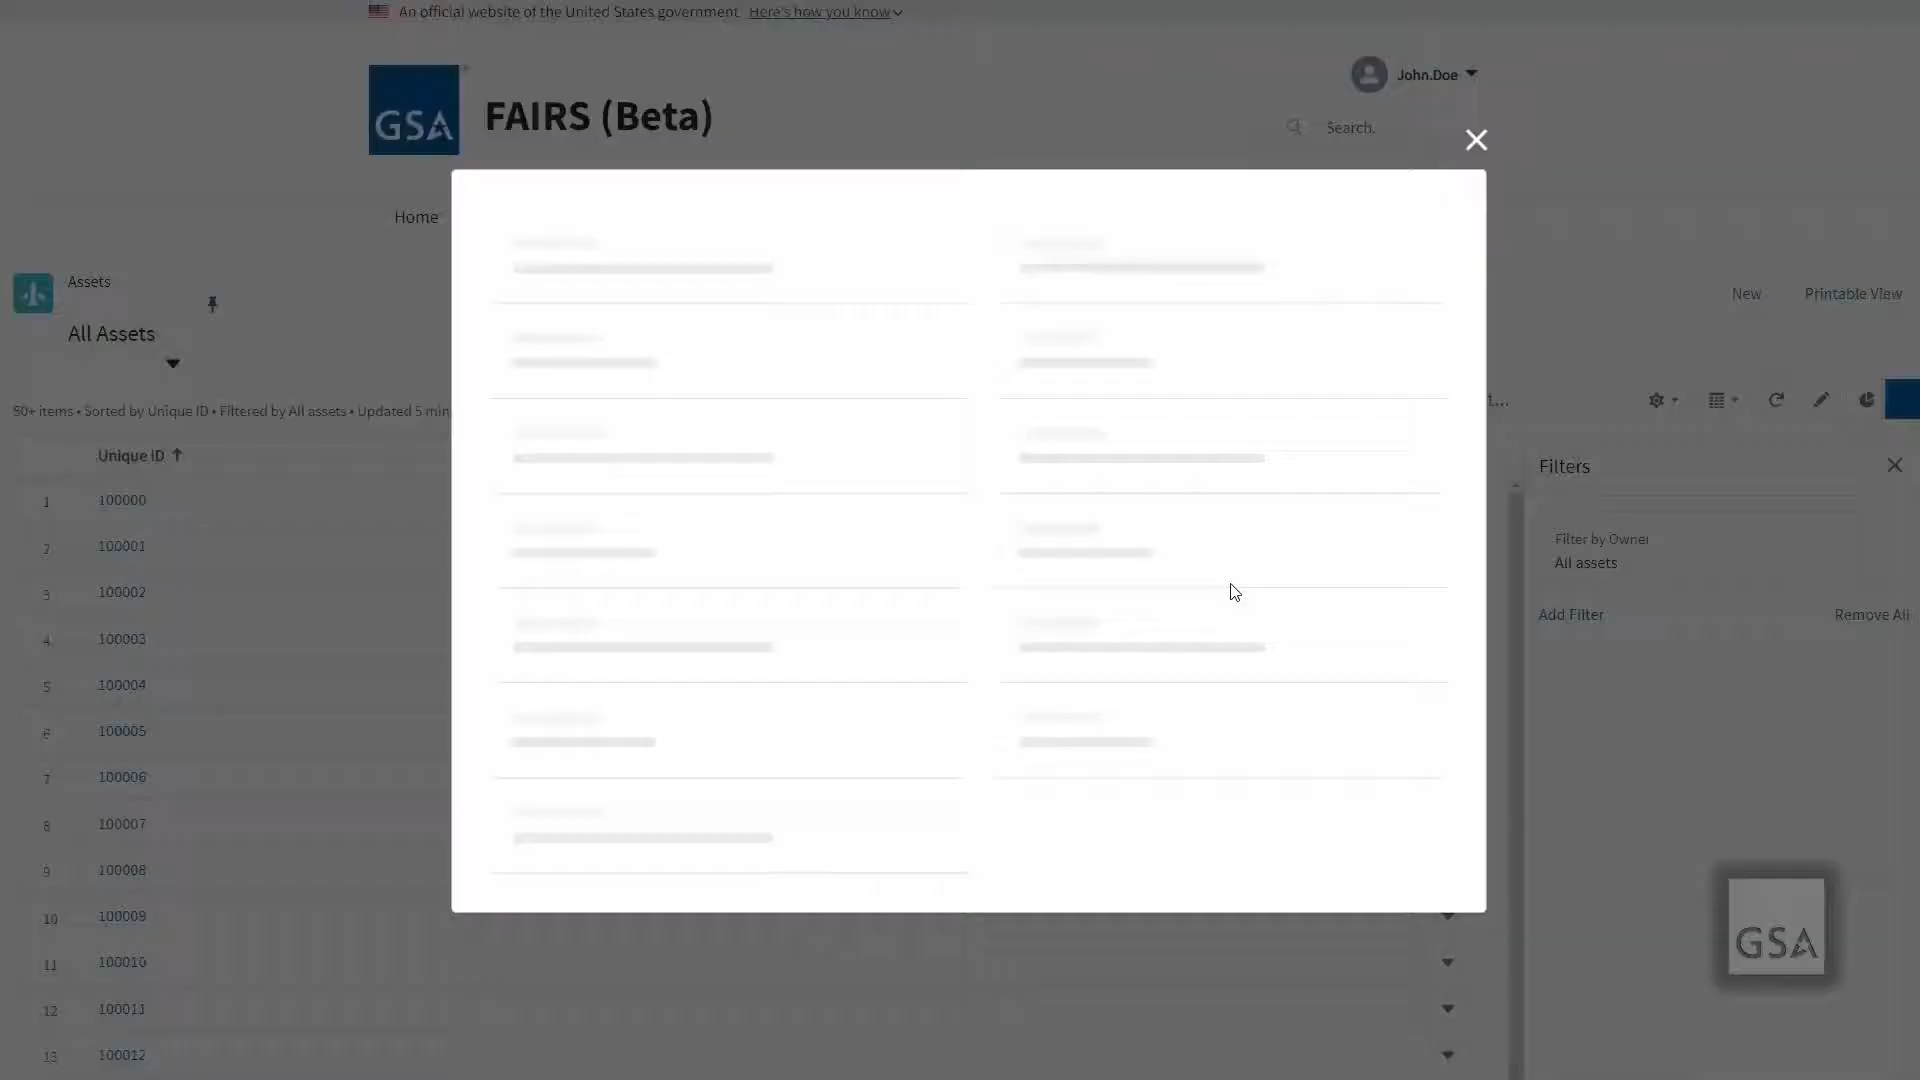 An official website of the United States government Here's how you know
GSA
FAIRS (Beta)
John.Doe
Search.
Home
Assets
All Assets
New
Printable View
50+ items • Sorted by Unique ID • Filtered by All assets • Updated 5 min
t...
Unique ID
1 100000
2 100001
3 100002
4 100003
5 100004
6 100005
7 100006
8 100007
9 100008
10 100009
11 100010
12 100011
13 100012
Filters
Filter by Owner
All assets
Add Filter
Remove All
GSA